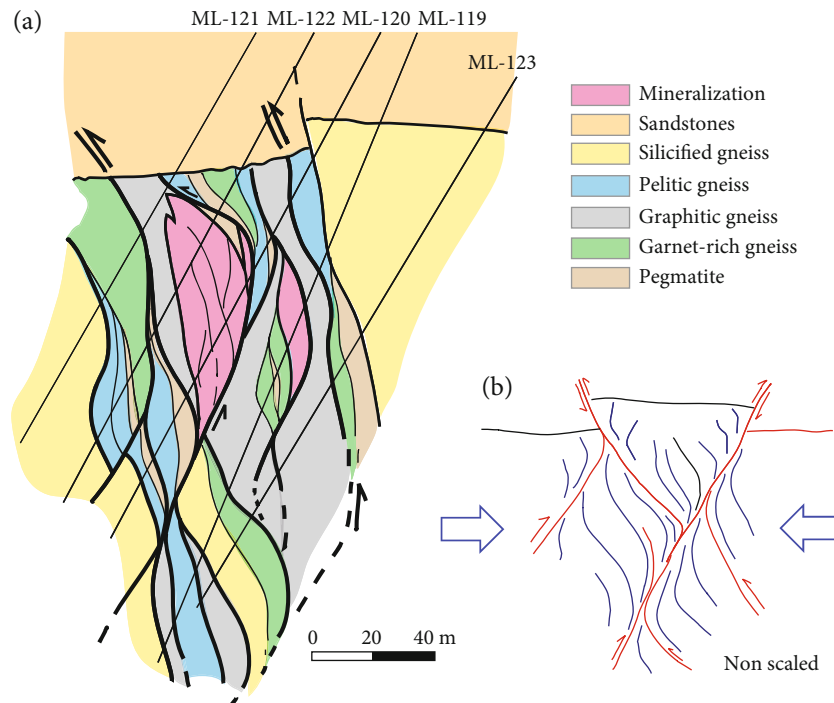 (a)
ML-121 ML-122 ML-120 ML-119
ML-123
Mineralization
Sandstones
Silicified gneiss
Pelitic gneiss
Graphitic gneiss
Garnet-rich gneiss
Pegmatite
(b)
0 20 40 m
Non scaled